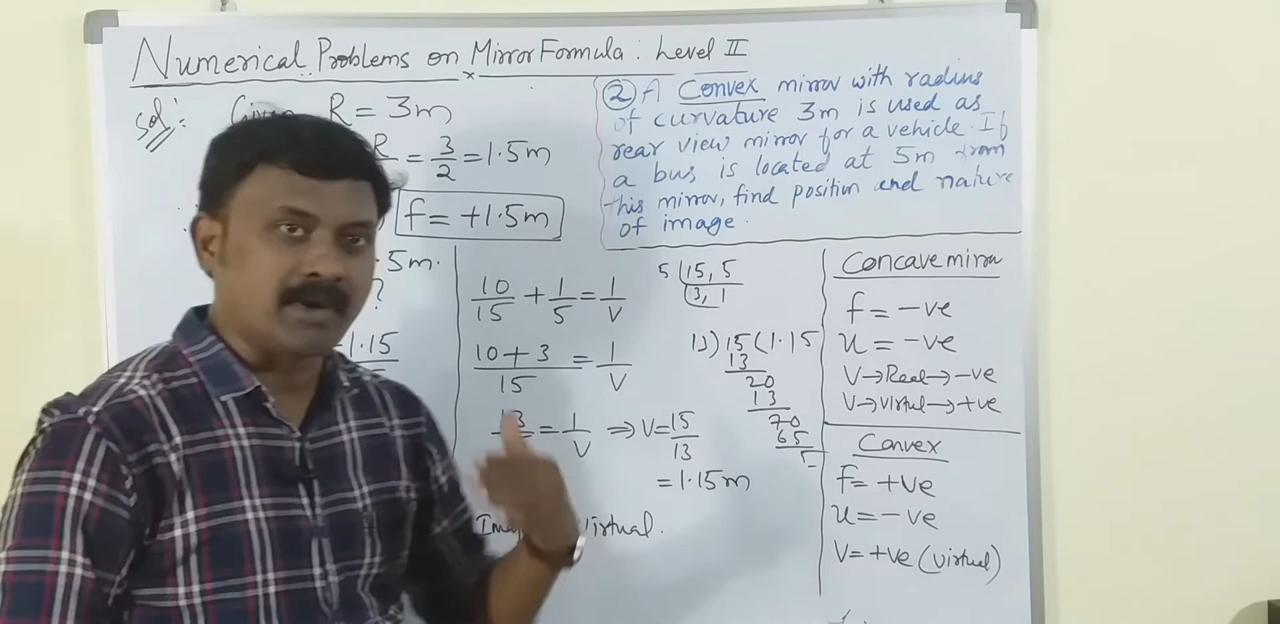 Numerical Problems on Mirror Formula : Level II
Sol:
R = 3m
R = 3/2 = 1.5m
f = +1.5m
5m.
?
-1.15
② A Convex mirror with radius
of curvature 3m is used as
rear view mirror for a vehicle. If
a bus is located at 5m from
this mirror, find position and nature
of image.
10/15 + 1/5 = 1/V
10+3/15 = 1/V
13 = 1/V ⇒ V = 15/13
= 1.15m
Virtual.
5 | 15, 5
3, 1
13) 15 (1.15
13
20
13
70
65
5
Concave mirror
f = -ve
u = -ve
V→Real→ -ve
V→Virtual→ +ve
Convex
f = +ve
u = -ve
V = +ve (virtual)